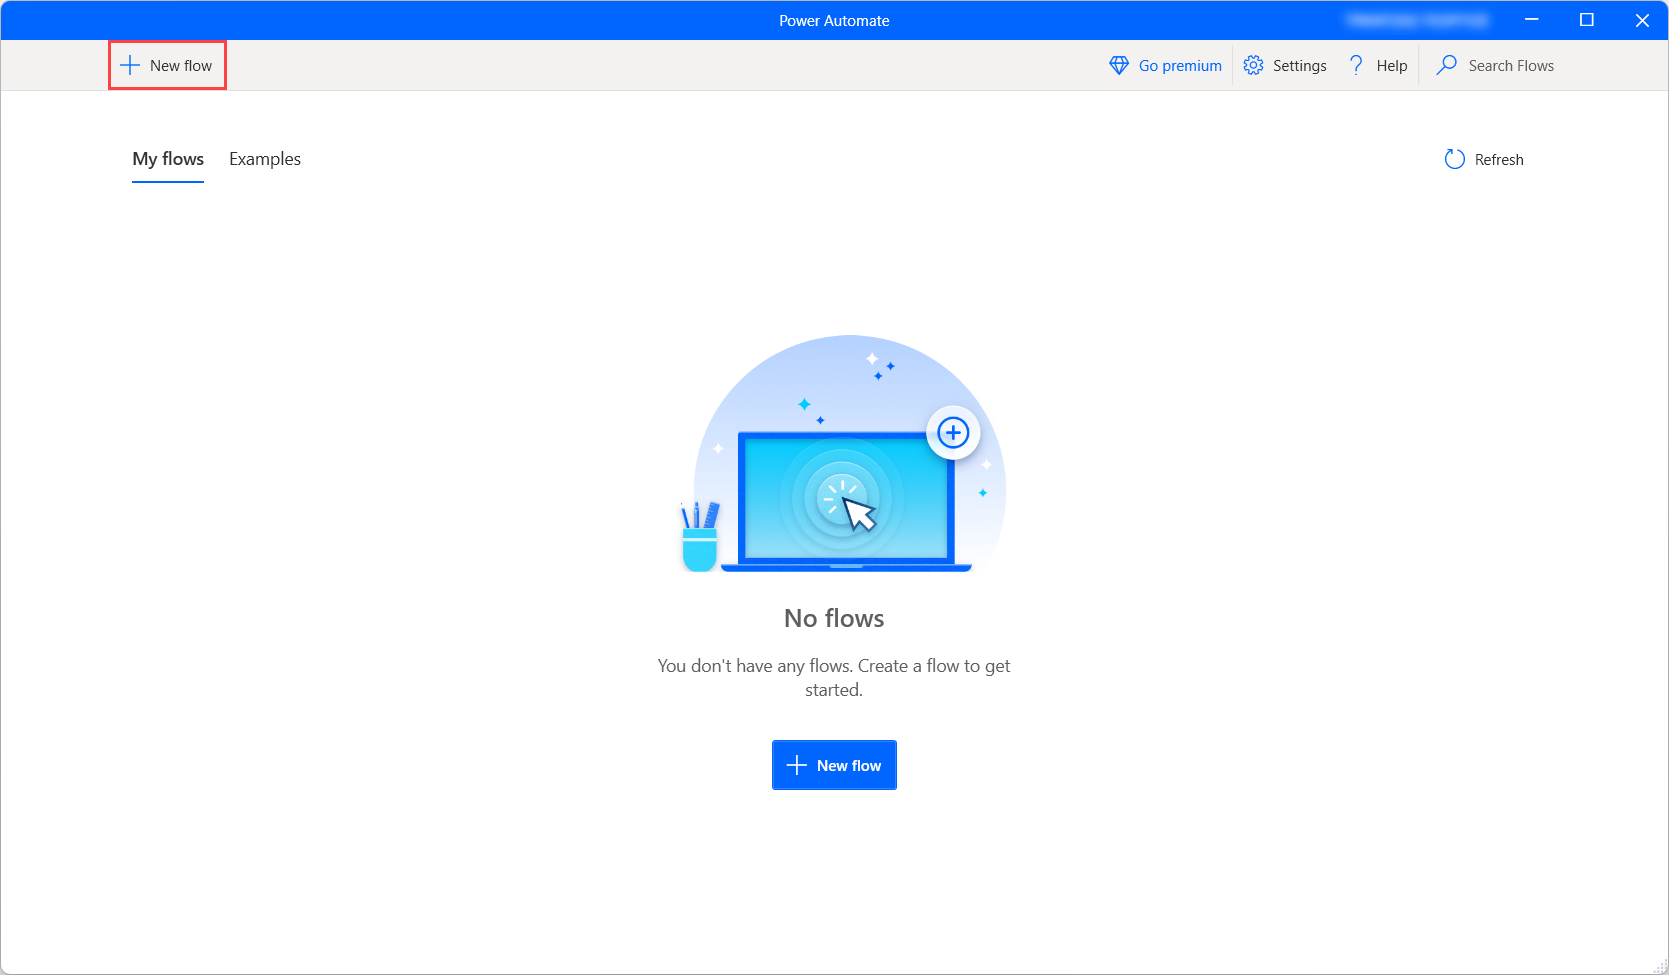 Power Automate
New flow
Go premium
Settings
Help
Search Flows
My flows
Examples
Refresh
No flows
You don't have any flows. Create a flow to get
started.
New flow